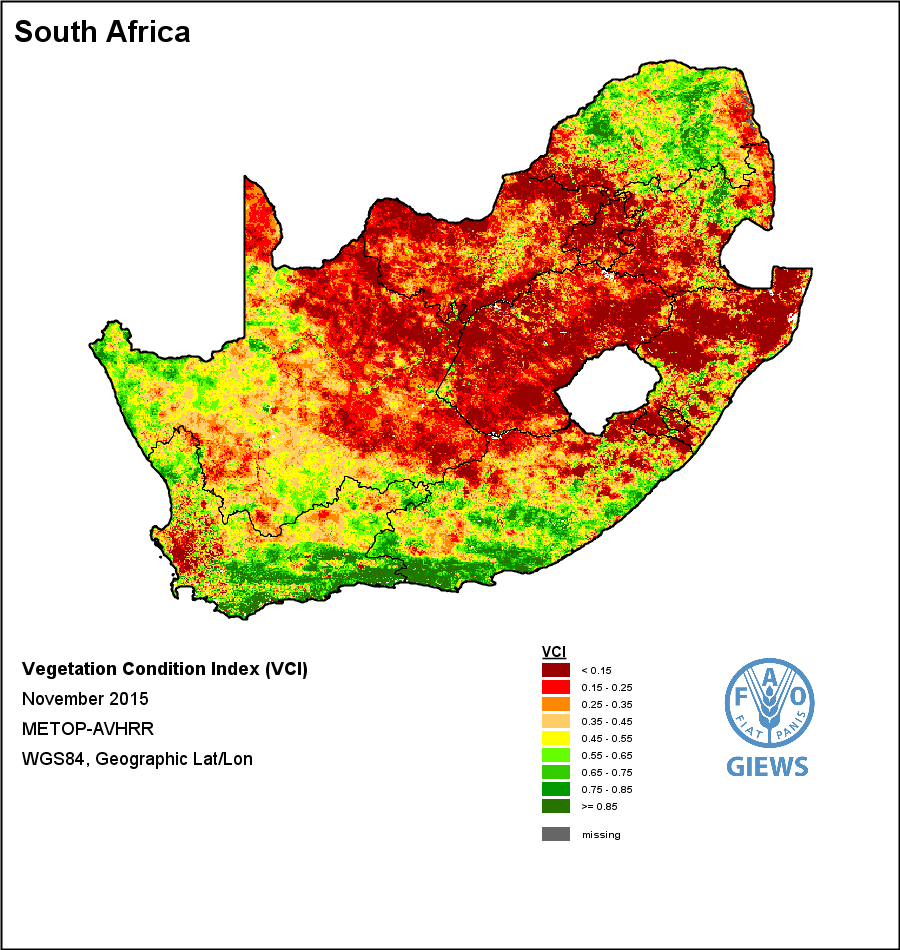 South Africa
Vegetation Condition Index (VCI)
November 2015
METOP-AVHRR
WGS84, Geographic Lat/Lon
VCI
< 0.15
0.15 - 0.25
0.25 - 0.35
0.35 - 0.45
0.45 - 0.55
0.55 - 0.65
0.65 - 0.75
0.75 - 0.85
>= 0.85
missing
FAO
FIAT PANIS
GIEWS